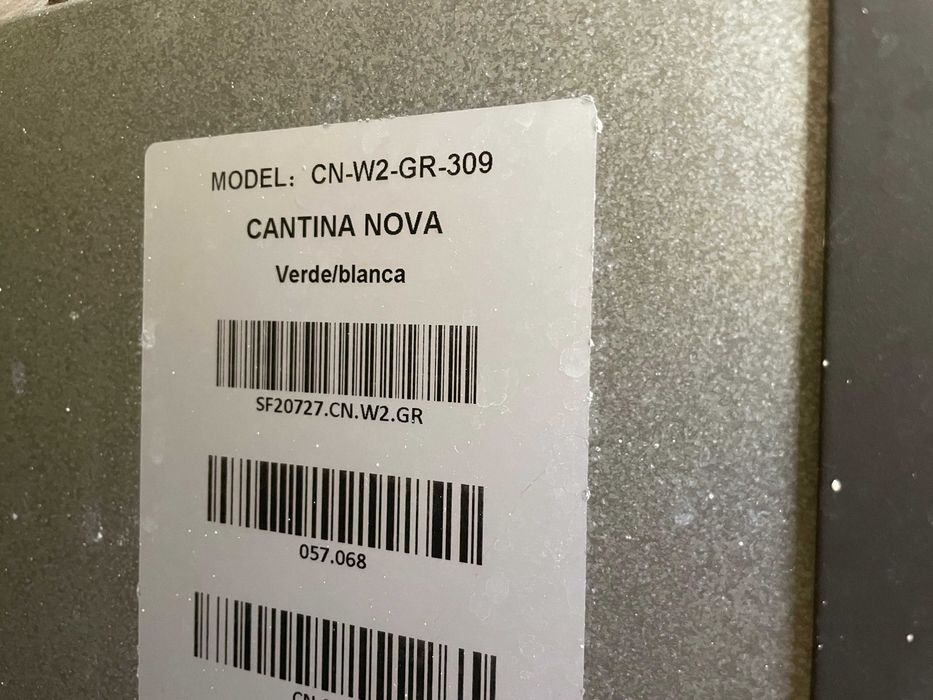 MODEL: CN-W2-GR-309
CANTINA NOVA
Verde/blanca
SF20727.CN.W2.GR
057.068